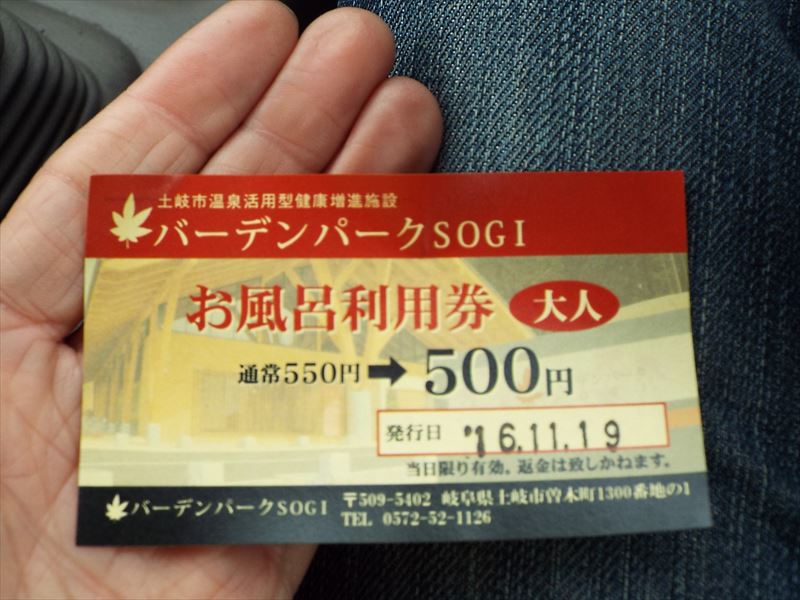 土岐市温泉活用型健康増進施設
バーデンパークSOGI
お風呂利用券 大人
通常550円➡500円
発行日 '16.11.19
当日限り有効。返金は致しかねます。
バーデンパークSOGI 〒509-5402 岐阜県土岐市曽木町1300番地の1
TEL 0572-52-1126